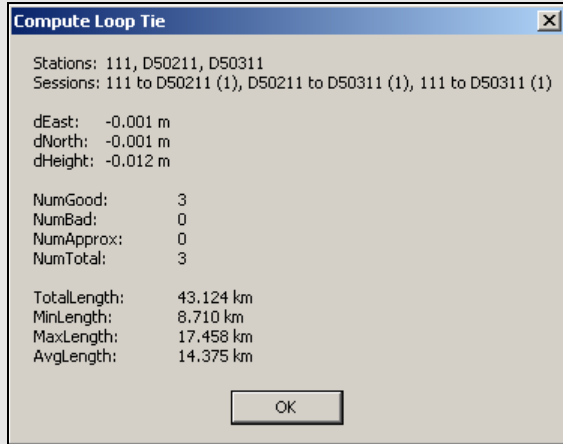 Compute Loop Tie
Stations: 111, D50211, D50311
Sessions: 111 to D50211 (1), D50211 to D50311 (1), 111 to D50311 (1)
dEast: -0.001 m
dNorth: -0.001 m
dHeight: -0.012 m
NumGood: 3
NumBad: 0
NumApprox: 0
NumTotal: 3
TotalLength: 43.124 km
MinLength: 8.710 km
MaxLength: 17.458 km
AvgLength: 14.375 km
OK